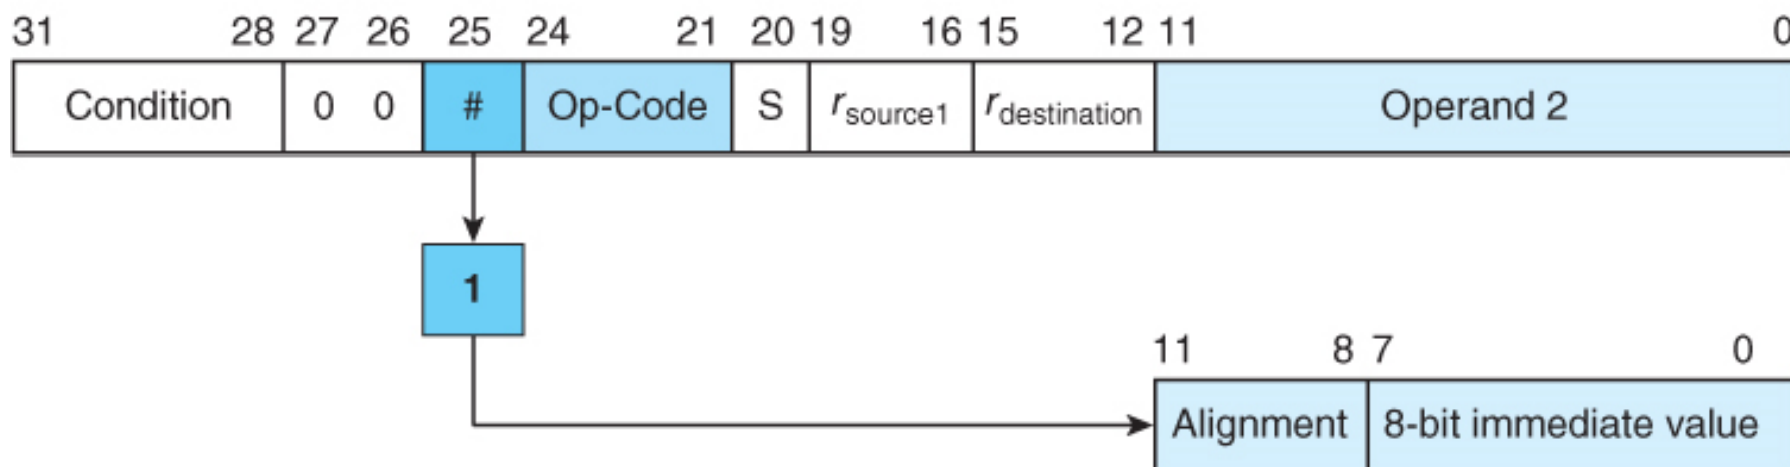 31 28 27 26 25 24 21 20 19 16 15 12 11 0
Condition 0 0 # Op-Code S rsource1 rdestination Operand 2
1
11 8 7 0
Alignment 8-bit immediate value